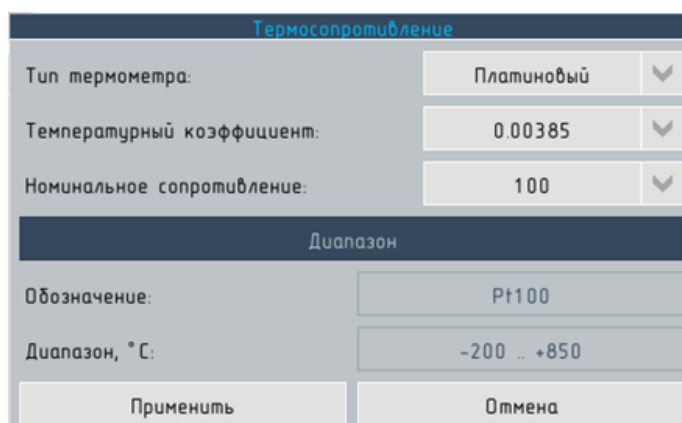 Термосопротивление
Тип термометра: Платиновый
Температурный коэффициент: 0.00385
Номинальное сопротивление: 100
Диапазон
Обозначение: Pt100
Диапазон, °C: -200 .. +850
Применить Отмена